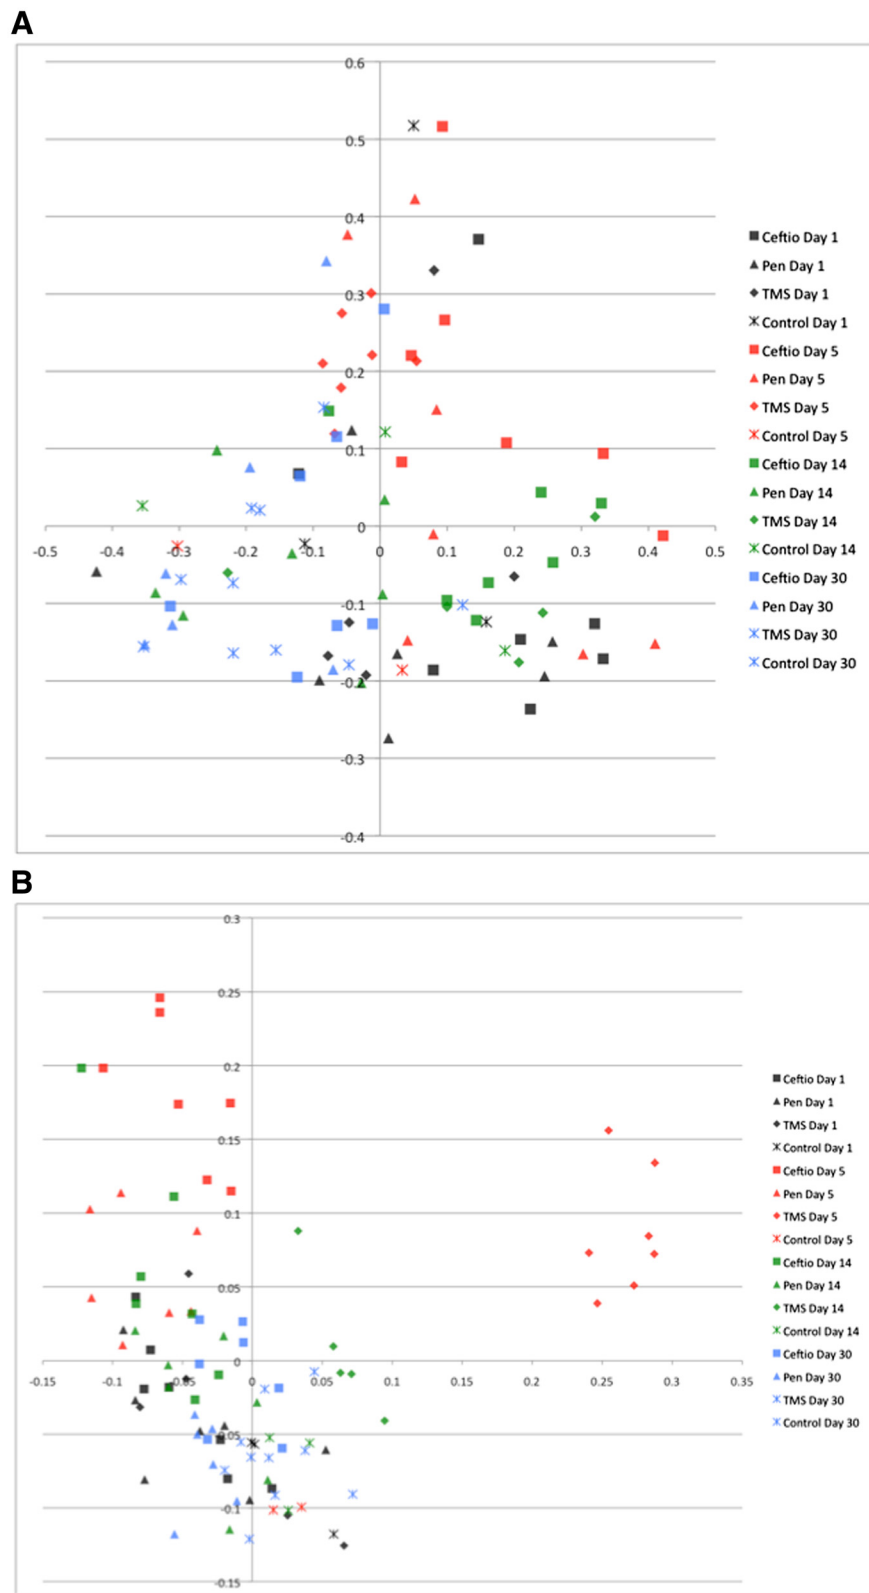 A
0.6
0.5
0.4
0.3
0.2
0.1
0
-0.5 -0.4 -0.3 -0.2 -0.1 0 0.1 0.2 0.3 0.4 0.5
-0.1
-0.2
-0.3
-0.4
Ceftio Day 1
Pen Day 1
TMS Day 1
Control Day 1
Ceftio Day 5
Pen Day 5
TMS Day 5
Control Day 5
Ceftio Day 14
Pen Day 14
TMS Day 14
Control Day 14
Ceftio Day 30
Pen Day 30
TMS Day 30
Control Day 30
B
0.3
0.25
0.2
0.15
0.1
0.05
0
-0.15 -0.1 -0.05 0 0.05 0.1 0.15 0.2 0.25 0.3 0.35
-0.05
-0.1
-0.15
Ceftio Day 1
Pen Day 1
TMS Day 1
Control Day 1
Ceftio Day 5
Pen Day 5
TMS Day 5
Control Day 5
Ceftio Day 14
Pen Day 14
TMS Day 14
Control Day 14
Ceftio Day 30
Pen Day 30
TMS Day 30
Control Day 30